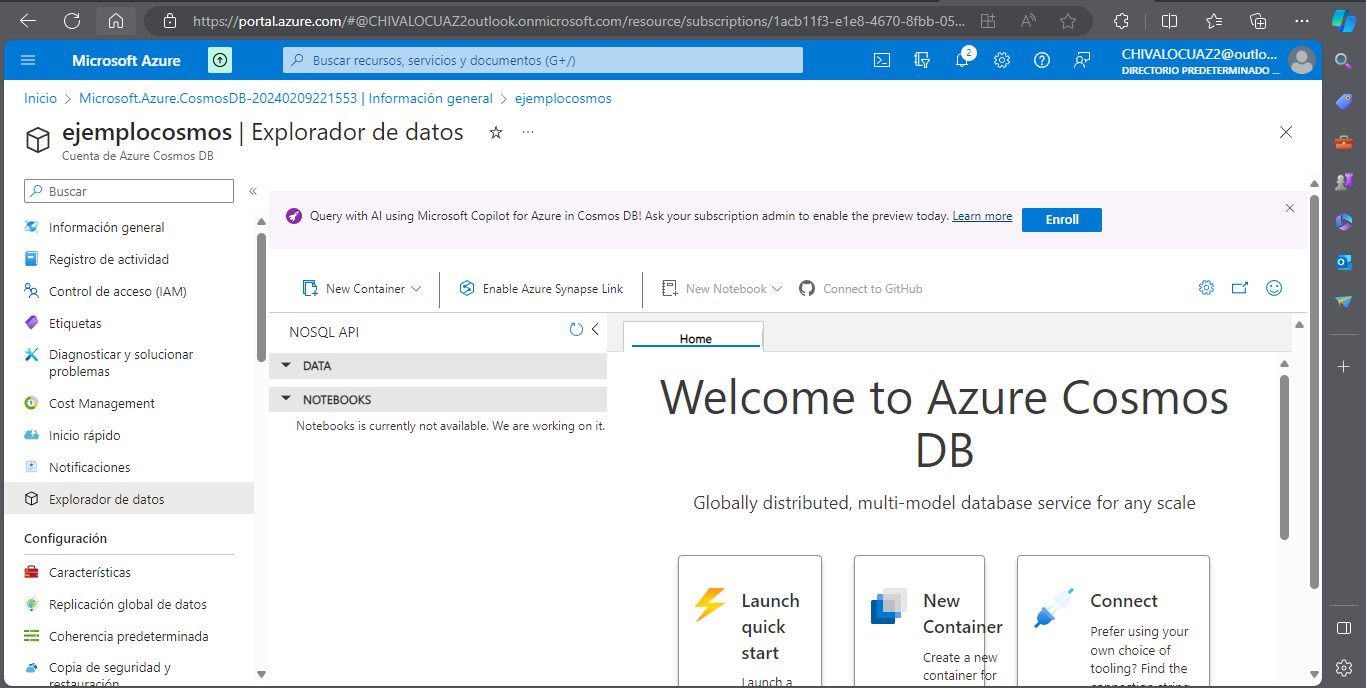 https://portal.azure.com/#@CHIVALOCUAZ2outlook.onmicrosoft.com/resource/subscriptions/1acb11f3-e1e8-4670-8fbb-05...
Microsoft Azure
Buscar recursos, servicios y documentos (G+/)
2
CHIVALOCUAZ2@outlo...
DIRECTORIO PREDETERMINADO ...
Inicio > Microsoft.Azure.CosmosDB-20240209221553 | Información general > ejemplocosmos
ejemplocosmos | Explorador de datos
Cuenta de Azure Cosmos DB
Buscar
Información general
Registro de actividad
Control de acceso (IAM)
Etiquetas
Diagnosticar y solucionar
problemas
Cost Management
Inicio rápido
Notificaciones
Explorador de datos
Configuración
Características
Replicación global de datos
Coherencia predeterminada
Copia de seguridad y
restauración
Query with AI using Microsoft Copilot for Azure in Cosmos DB! Ask your subscription admin to enable the preview today. Learn more
Enroll
New Container
Enable Azure Synapse Link
New Notebook
Connect to GitHub
NOSQL API
DATA
NOTEBOOKS
Notebooks is currently not available. We are working on it.
Home
Welcome to Azure Cosmos
DB
Globally distributed, multi-model database service for any scale
Launch
quick
start
Launch a
New
Container
Create a new
container for
Connect
Prefer using your
own choice of
tooling? Find the
connection string